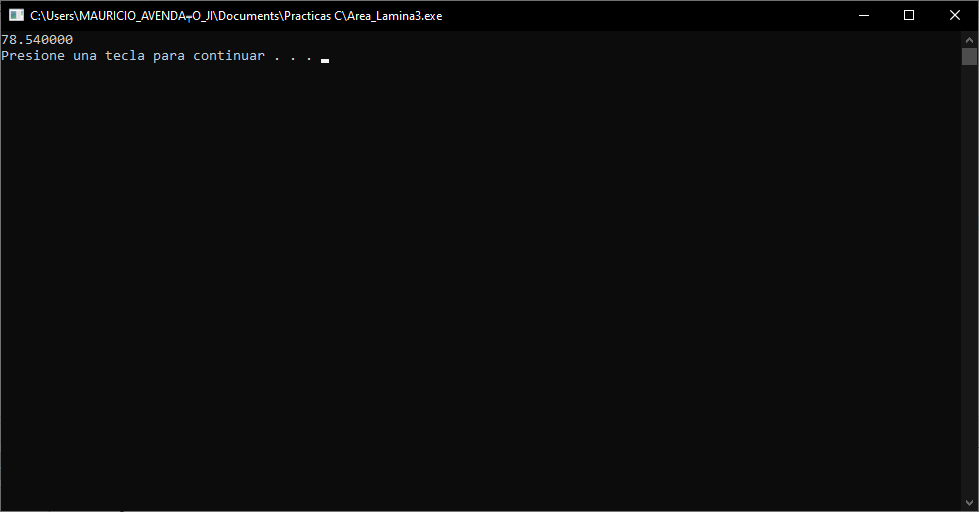 C:\Users\MAURICIO_AVENDA╤O_JI\Documents\Practicas C\Area_Lamina3.exe
78.540000
Presione una tecla para continuar . . .